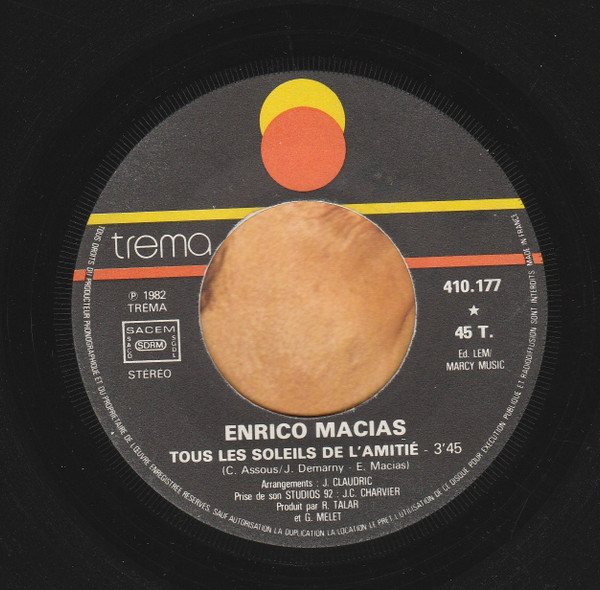 trema
℗ 1982
TREMA
SACEM
SACD
SDRM
SGDL
STÉRÉO
410.177
★
45 T.
Ed. LEM/
MARCY MUSIC
ENRICO MACIAS
TOUS LES SOLEILS DE L'AMITIÉ - 3'45
(C. Assous/J. Demarny - E. Macias)
Arrangements : J. CLAUDRIC
Prise de son STUDIOS 92 : J.C. CHARVIER
Produit par R. TALAR
et G. MELET
TOUS DROITS DU PRODUCTEUR PHONOGRAPHIQUE ET DU PROPRIETAIRE DE L'ŒUVRE ENREGISTREE RESERVES, SAUF AUTORISATION LA DUPLICATION LA LOCATION LE PRET L'UTILISATION DE CE DISQUE POUR EXECUTION PUBLIQUE ET RADIODIFFUSION SONT INTERDITS MADE IN FRANCE